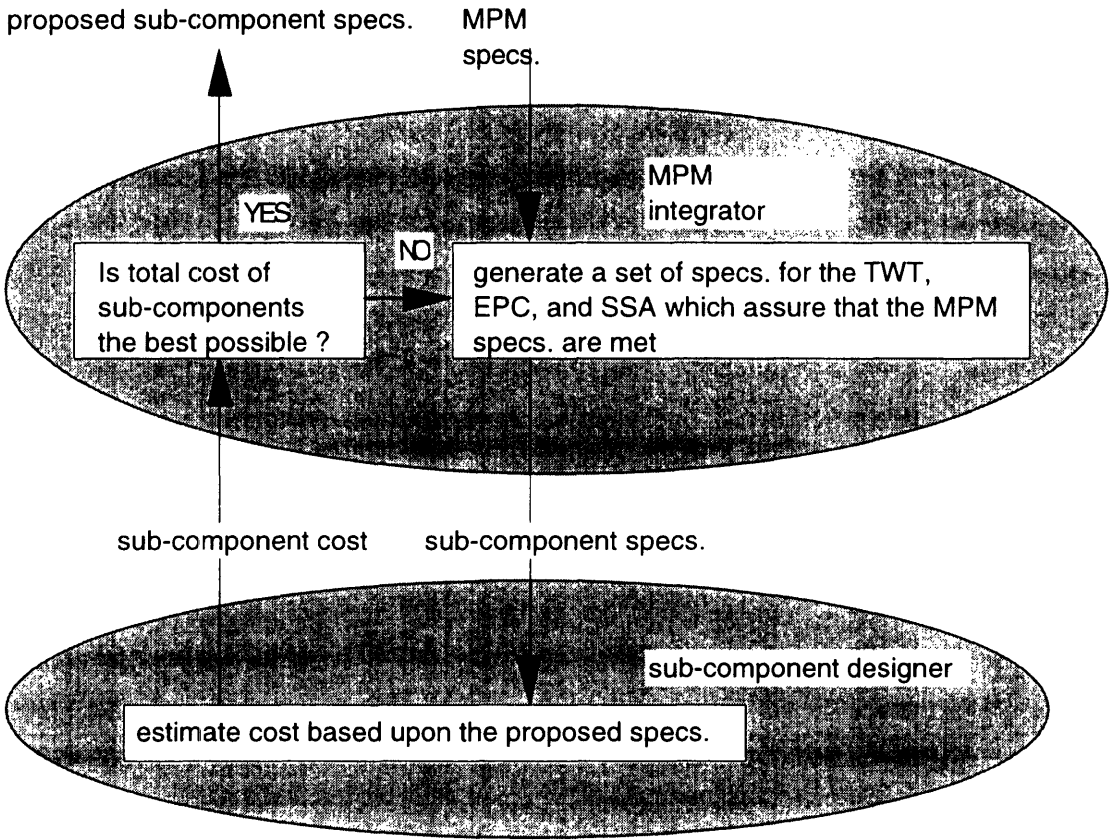 proposed sub-component specs.
MPM
specs.
MPM
integrator
YES
NO
Is total cost of
sub-components
the best possible ?
generate a set of specs. for the TWT,
EPC, and SSA which assure that the MPM
specs. are met
sub-component cost
sub-component specs.
sub-component designer
estimate cost based upon the proposed specs.